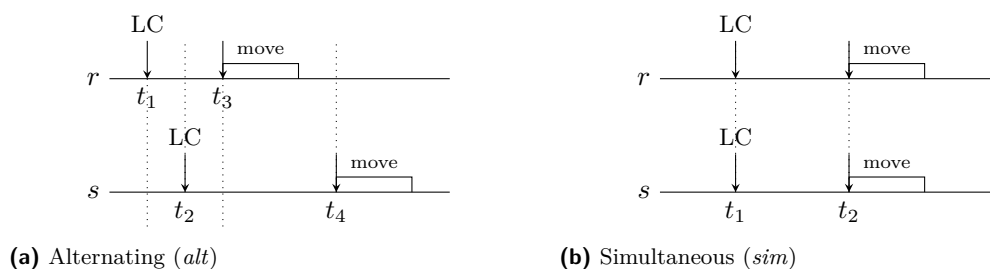 LC
move
r
t1
t3
LC
move
s
t2
t4
(a) Alternating (alt)
LC
move
r
LC
move
s
t1
t2
(b) Simultaneous (sim)